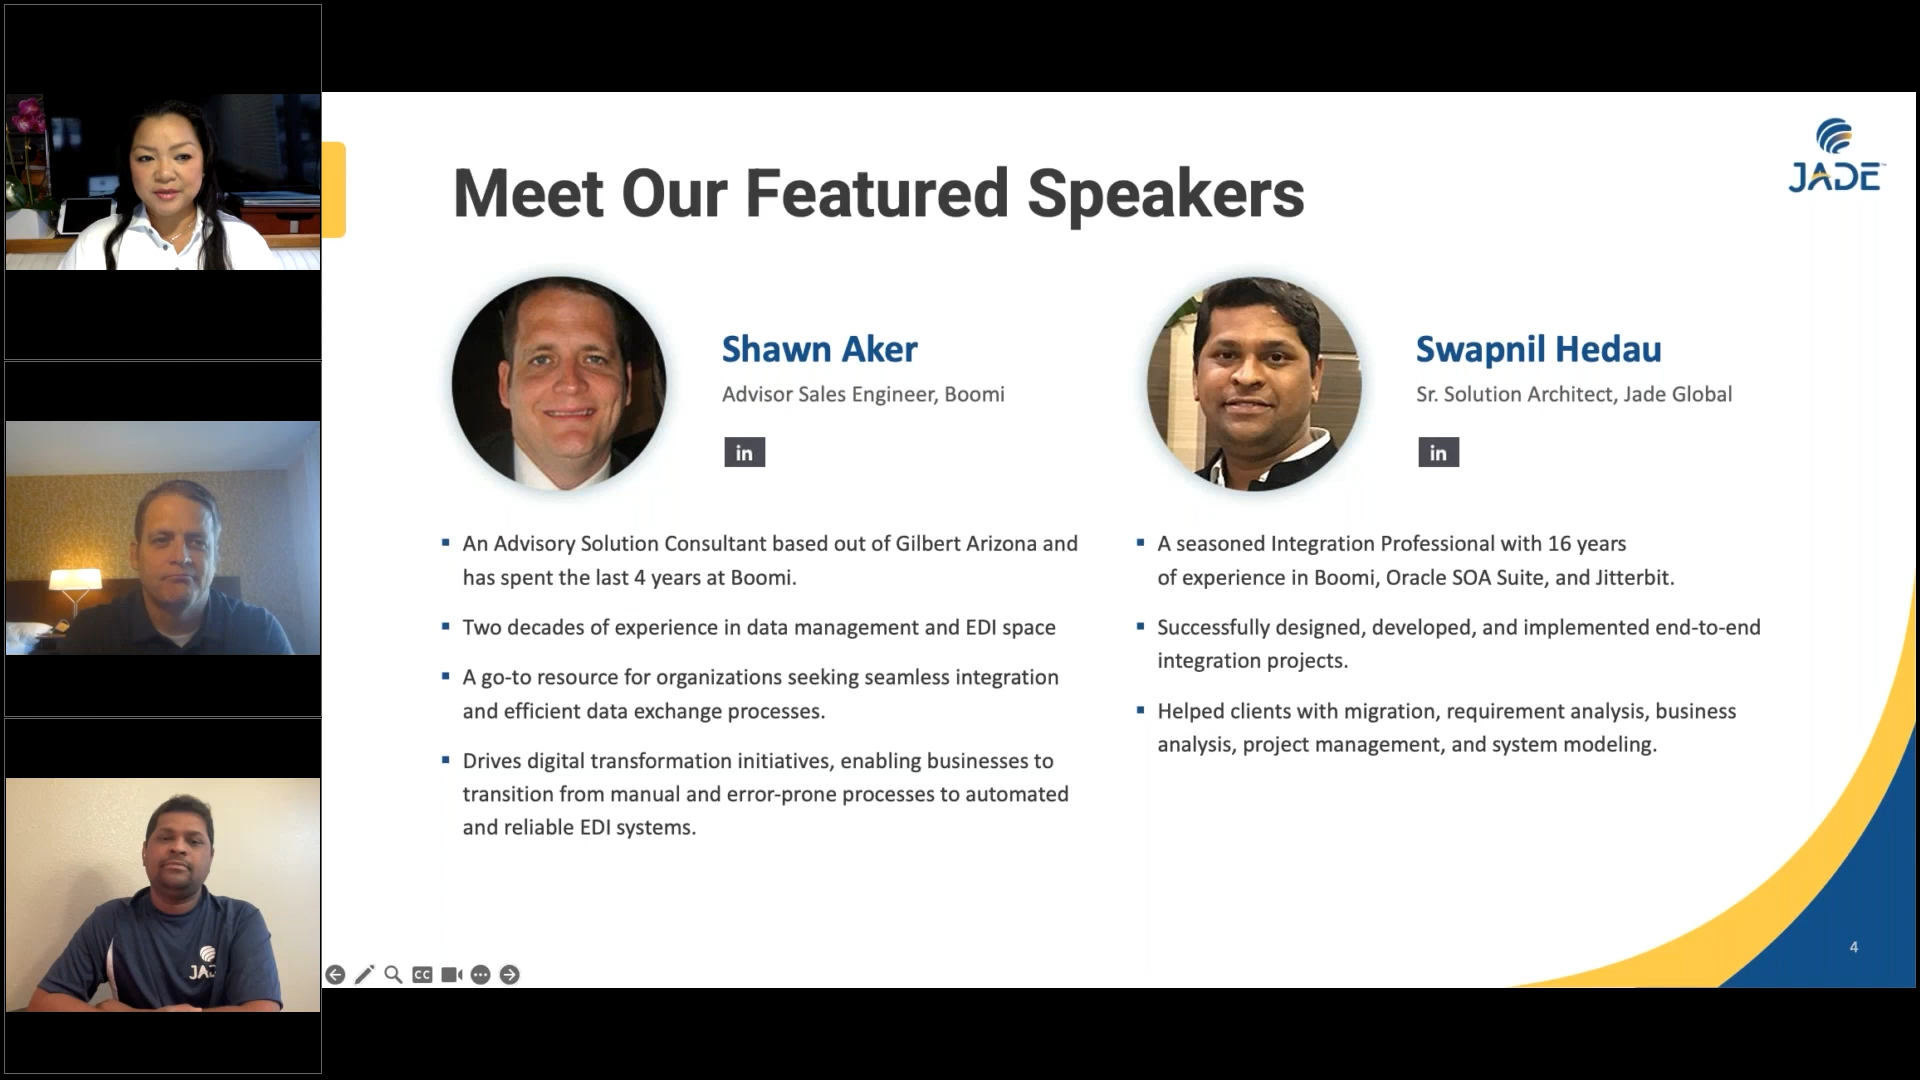 Meet Our Featured Speakers
JADE™
Shawn Aker
Advisor Sales Engineer, Boomi
in
An Advisory Solution Consultant based out of Gilbert Arizona and
has spent the last 4 years at Boomi.
Two decades of experience in data management and EDI space
A go-to resource for organizations seeking seamless integration
and efficient data exchange processes.
Drives digital transformation initiatives, enabling businesses to
transition from manual and error-prone processes to automated
and reliable EDI systems.
Swapnil Hedau
Sr. Solution Architect, Jade Global
in
A seasoned Integration Professional with 16 years
of experience in Boomi, Oracle SOA Suite, and Jitterbit.
Successfully designed, developed, and implemented end-to-end
integration projects.
Helped clients with migration, requirement analysis, business
analysis, project management, and system modeling.
4
CC
JADE